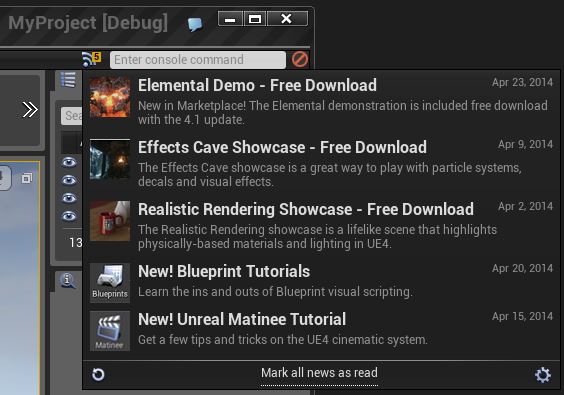 MyProject [Debug]
5
Enter console command
Elemental Demo - Free Download
Apr 23, 2014
New in Marketplace! The Elemental demonstration is included free download
with the 4.1 update.
Effects Cave Showcase - Free Download
Apr 9, 2014
The Effects Cave showcase is a great way to play with particle systems,
decals and visual effects.
Realistic Rendering Showcase - Free Download
Apr 2, 2014
The Realistic Rendering showcase is a lifelike scene that highlights
physically-based materials and lighting in UE4.
Blueprints
New! Blueprint Tutorials
Apr 20, 2014
Learn the ins and outs of Blueprint visual scripting.
Matinee
New! Unreal Matinee Tutorial
Apr 15, 2014
Get a few tips and tricks on the UE4 cinematic system.
Mark all news as read
Sea
13